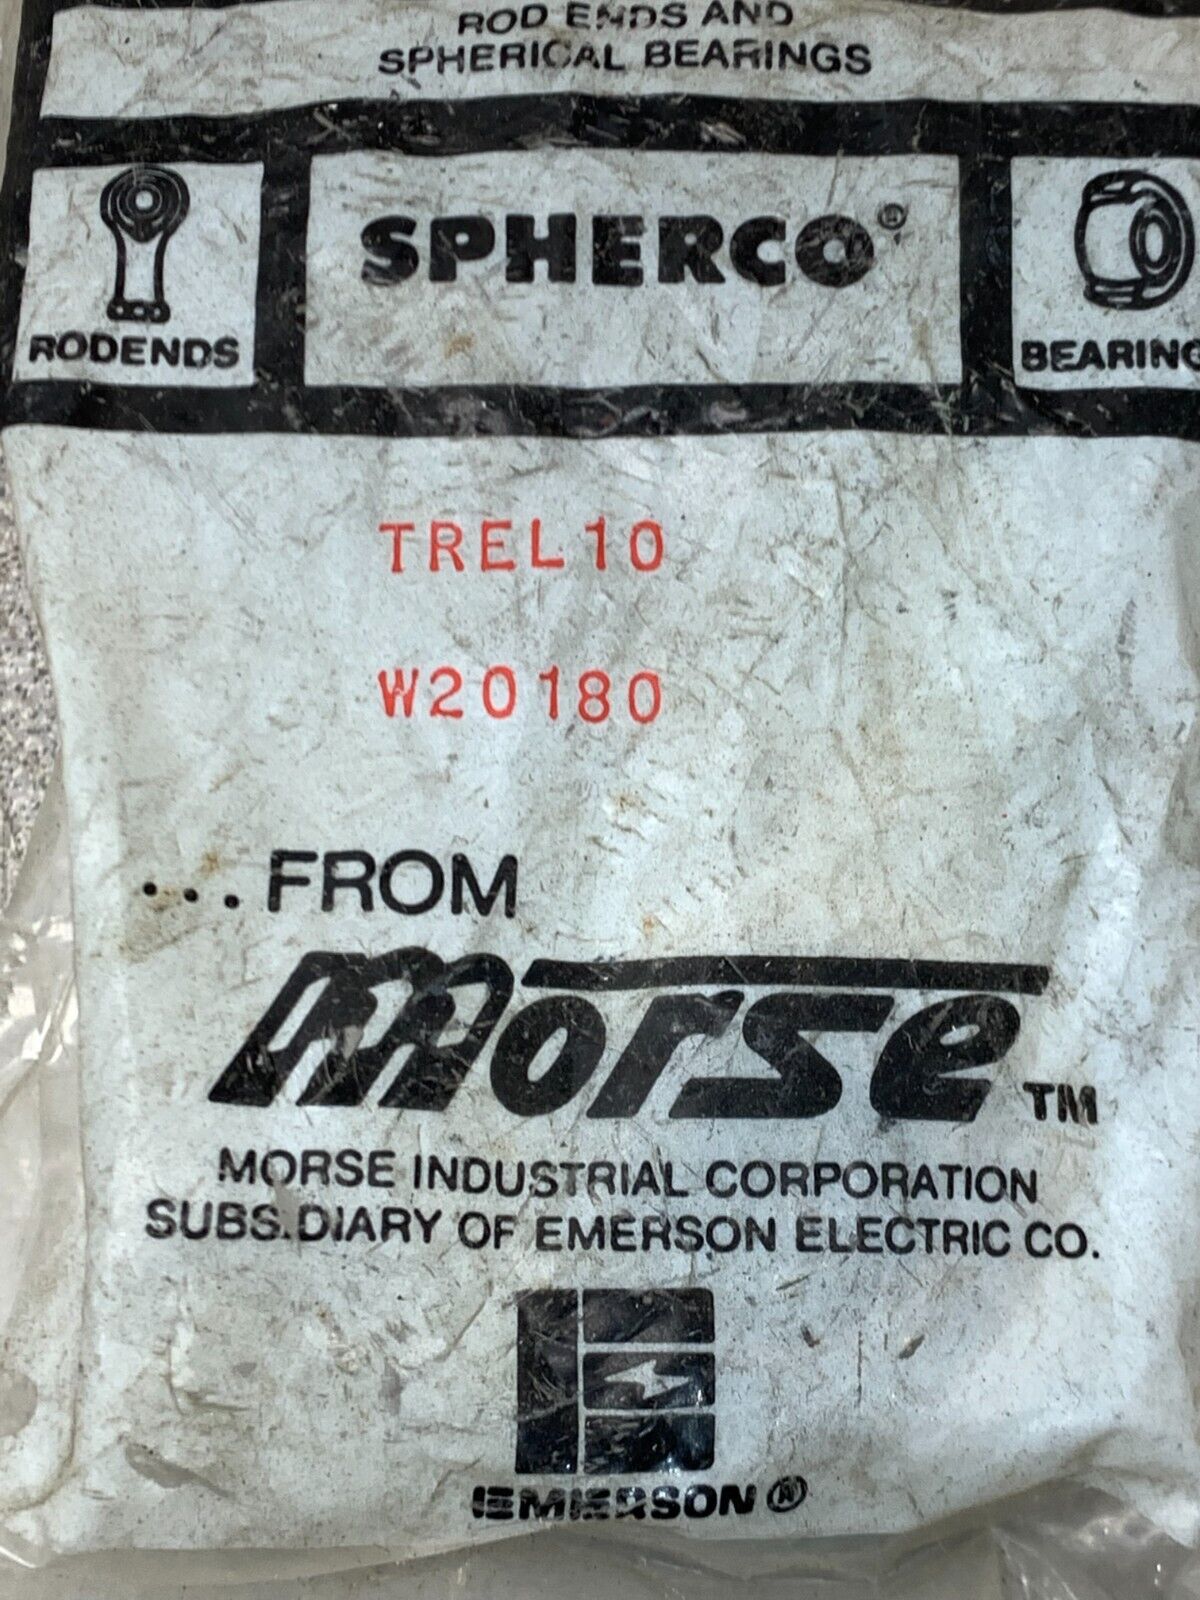 ROD ENDS AND
SPHERICAL BEARINGS
SPHERCO®
RODENDS
BEARING
TREL10
W20180
...FROM
morse TM
MORSE INDUSTRIAL CORPORATION
SUBSIDIARY OF EMERSON ELECTRIC CO.
EMERSON®